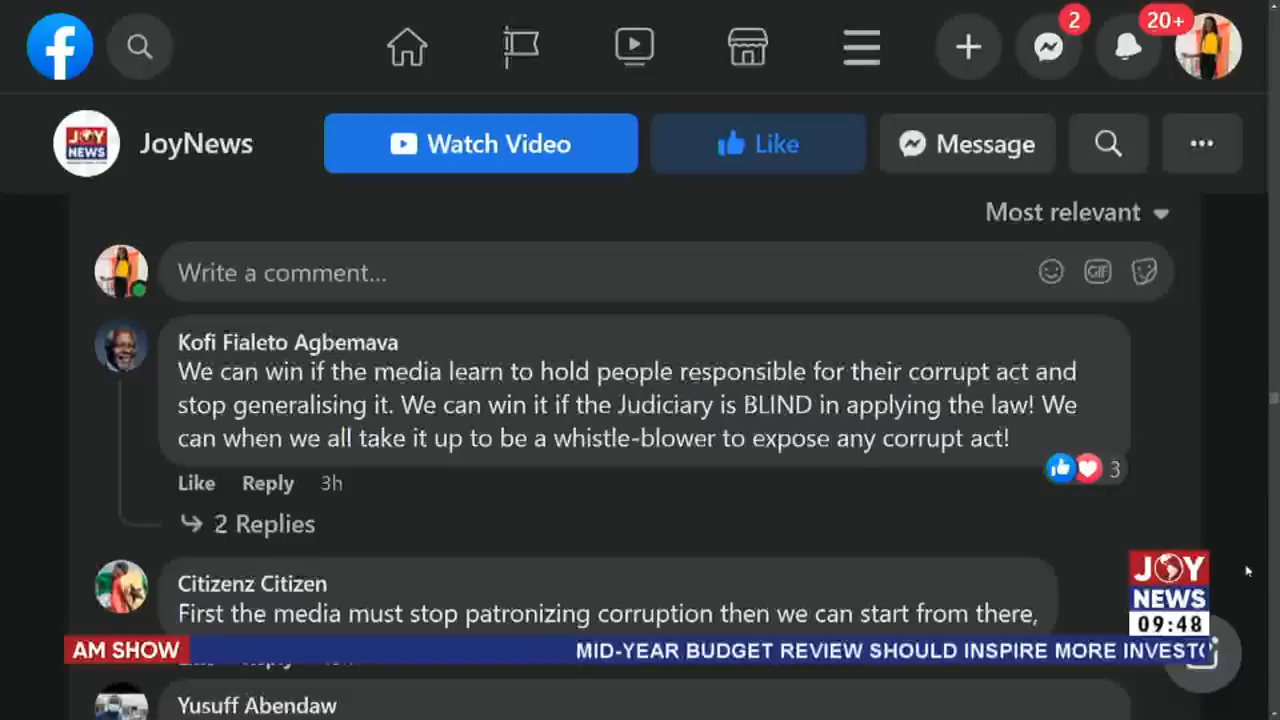 2
20+
JOY
NEWS
JoyNews
Watch Video
Like
Message
Most relevant
Write a comment...
GIF
Kofi Fialeto Agbemava
We can win if the media learn to hold people responsible for their corrupt act and
stop generalising it. We can win it if the Judiciary is BLIND in applying the law! We
can when we all take it up to be a whistle-blower to expose any corrupt act!
Like Reply 3h
3
2 Replies
Citizenz Citizen
First the media must stop patronizing corruption then we can start from there,
JOY
NEWS
09:48
AM SHOW
MID-YEAR BUDGET REVIEW SHOULD INSPIRE MORE
Yusuff Abendaw